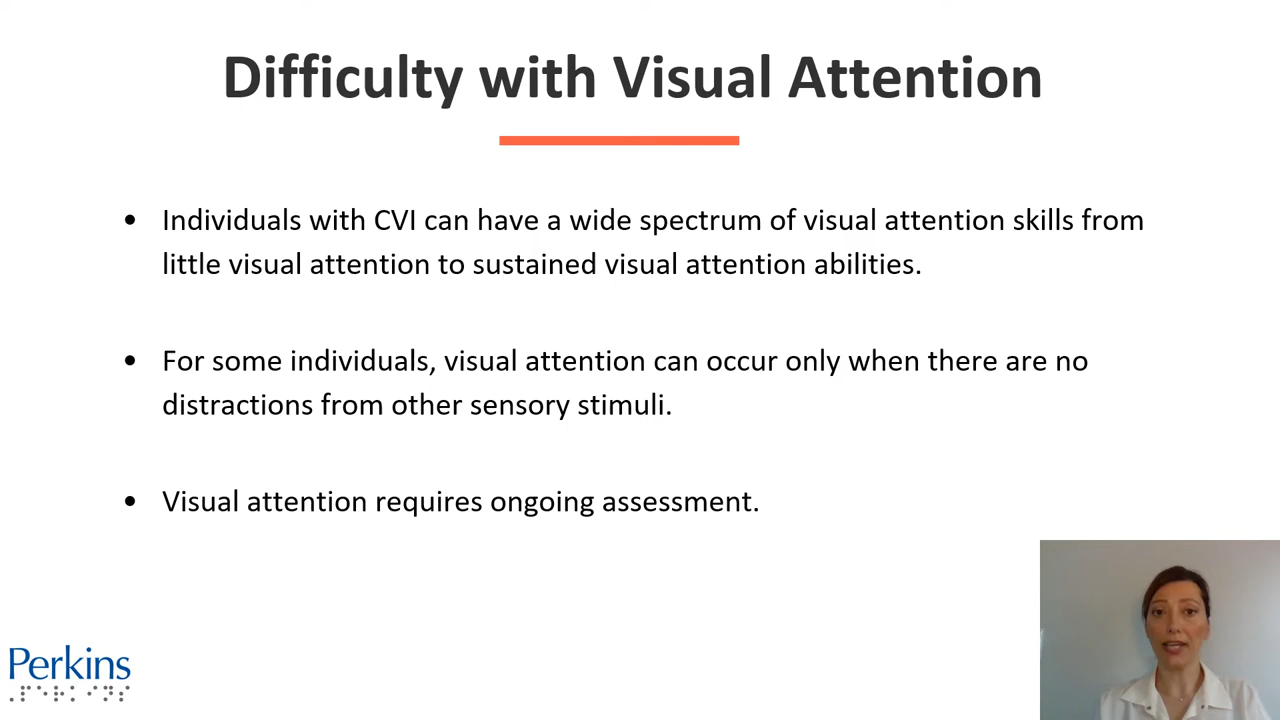 Difficulty with Visual Attention
• Individuals with CVI can have a wide spectrum of visual attention skills from
little visual attention to sustained visual attention abilities.
• For some individuals, visual attention can occur only when there are no
distractions from other sensory stimuli.
• Visual attention requires ongoing assessment.
Perkins
⠠⠏⠑⠗⠅⠊⠝⠎